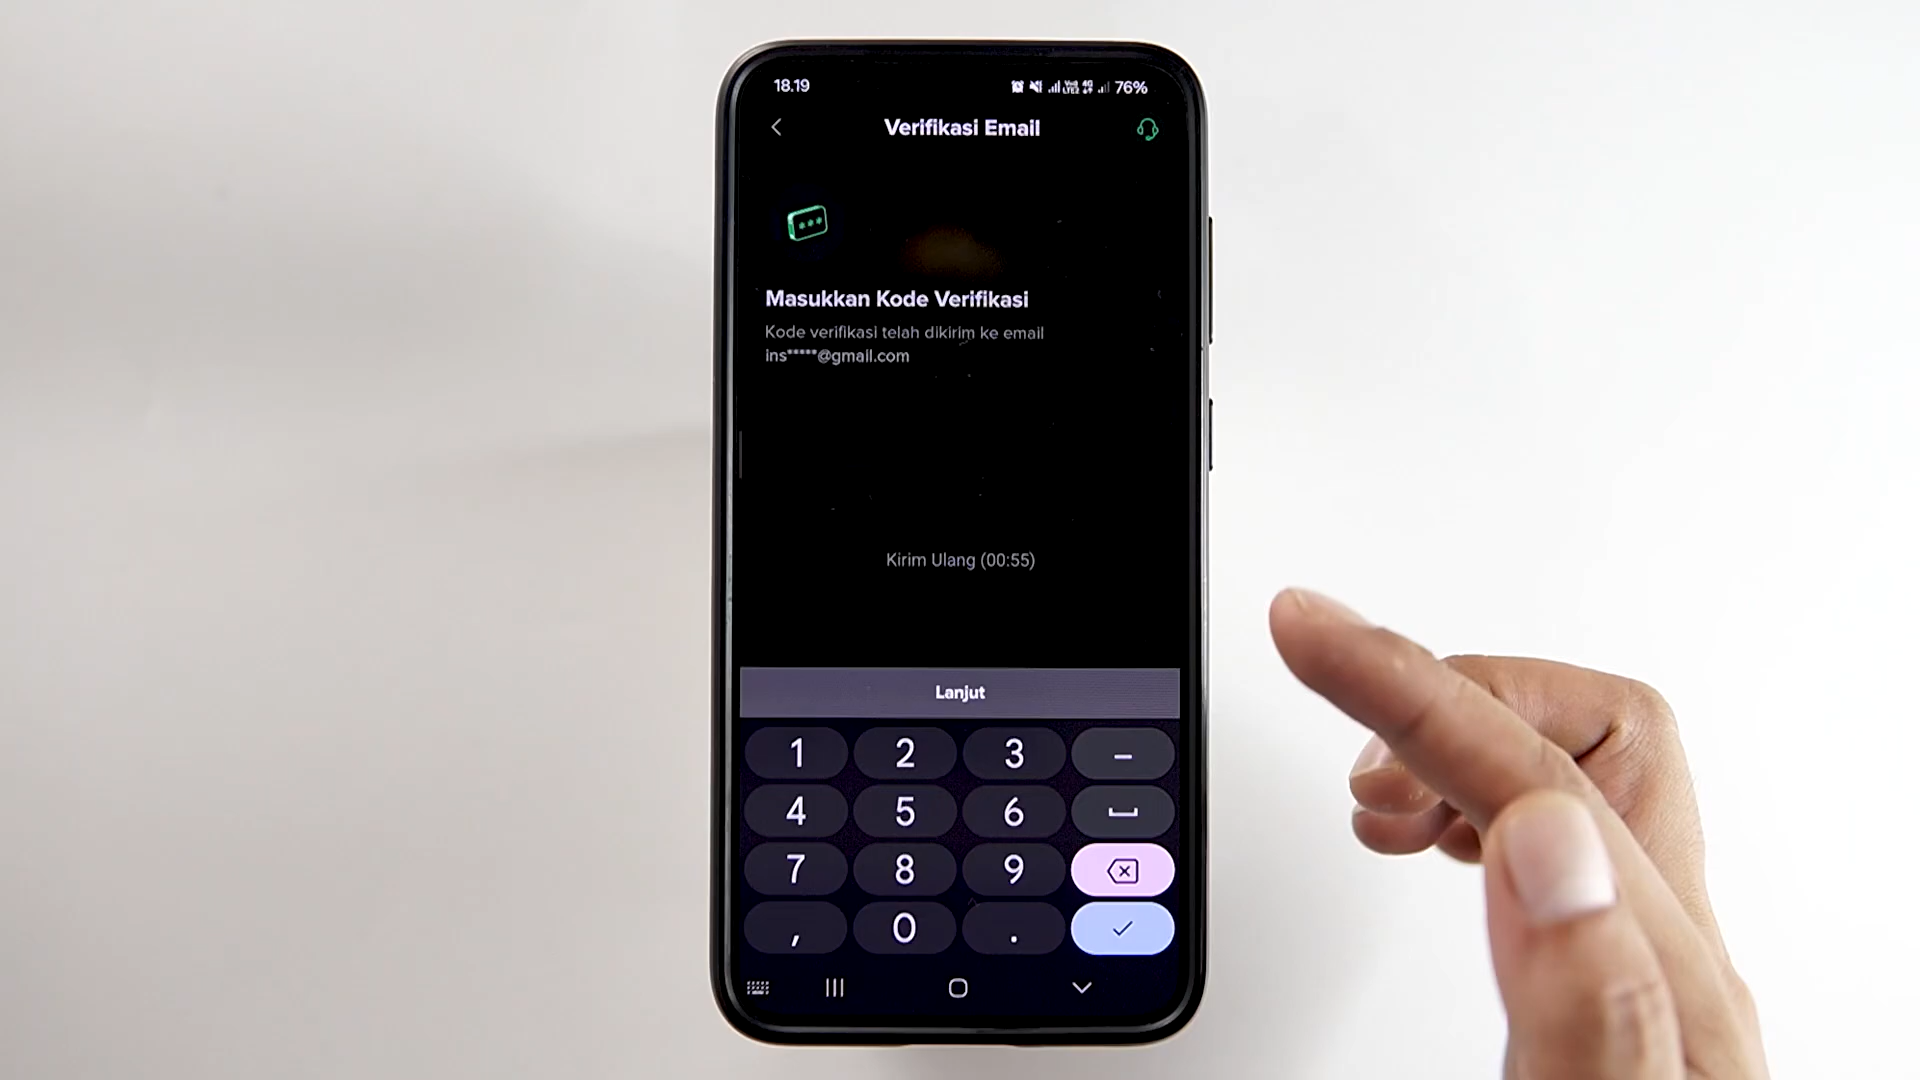 18.19
76%
Verifikasi Email
Masukkan Kode Verifikasi
Kode verifikasi telah dikirim ke email
ins*****@gmail.com
Kirim Ulang (00:55)
Lanjut
1 2 3 –
4 5 6
7 8 9
, 0 .